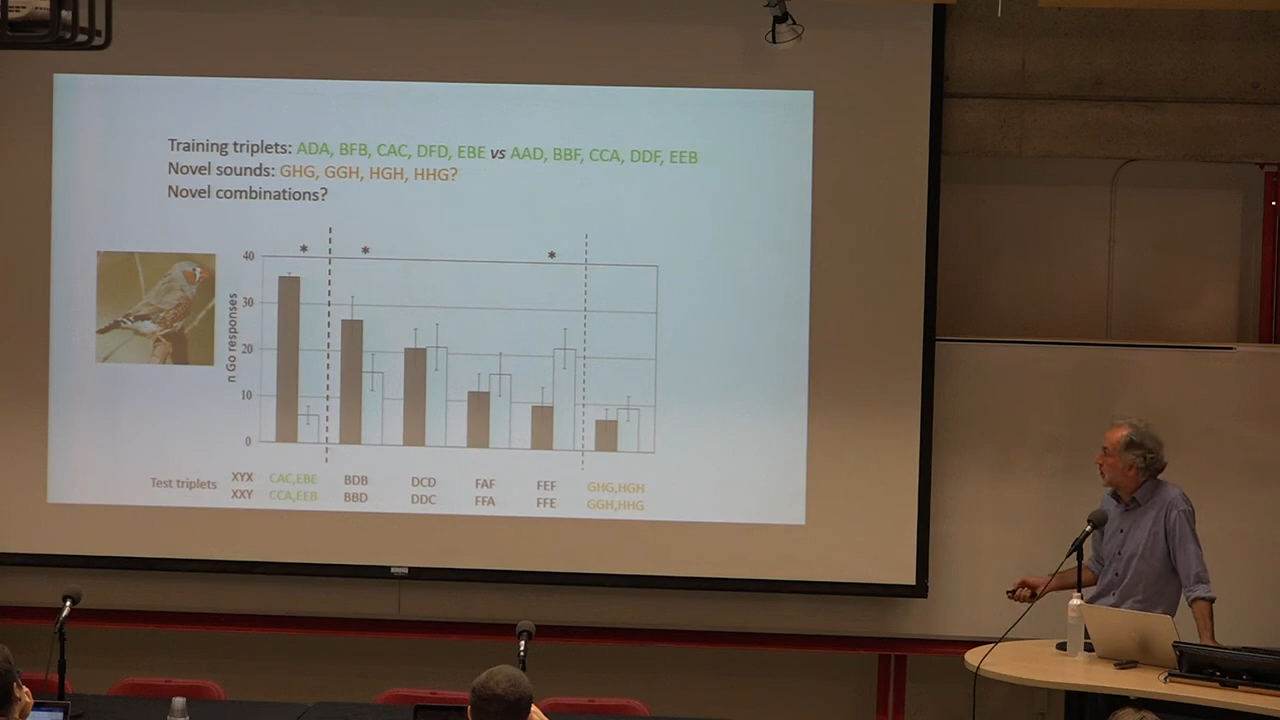 Training triplets: ADA, BFB, CAC, DFD, EBE vs AAD, BBF, CCA, DDF, EEB
Novel sounds: GHG, GGH, HGH, HHG?
Novel combinations?
* * *
40
30
20
10
0
n Go responses
Test triplets
XYX CAC,EBE BDB DCD FAF FEF GHG,HGH
XXY CCA,EEB BBD DDC FFA FFE GGH,HHG